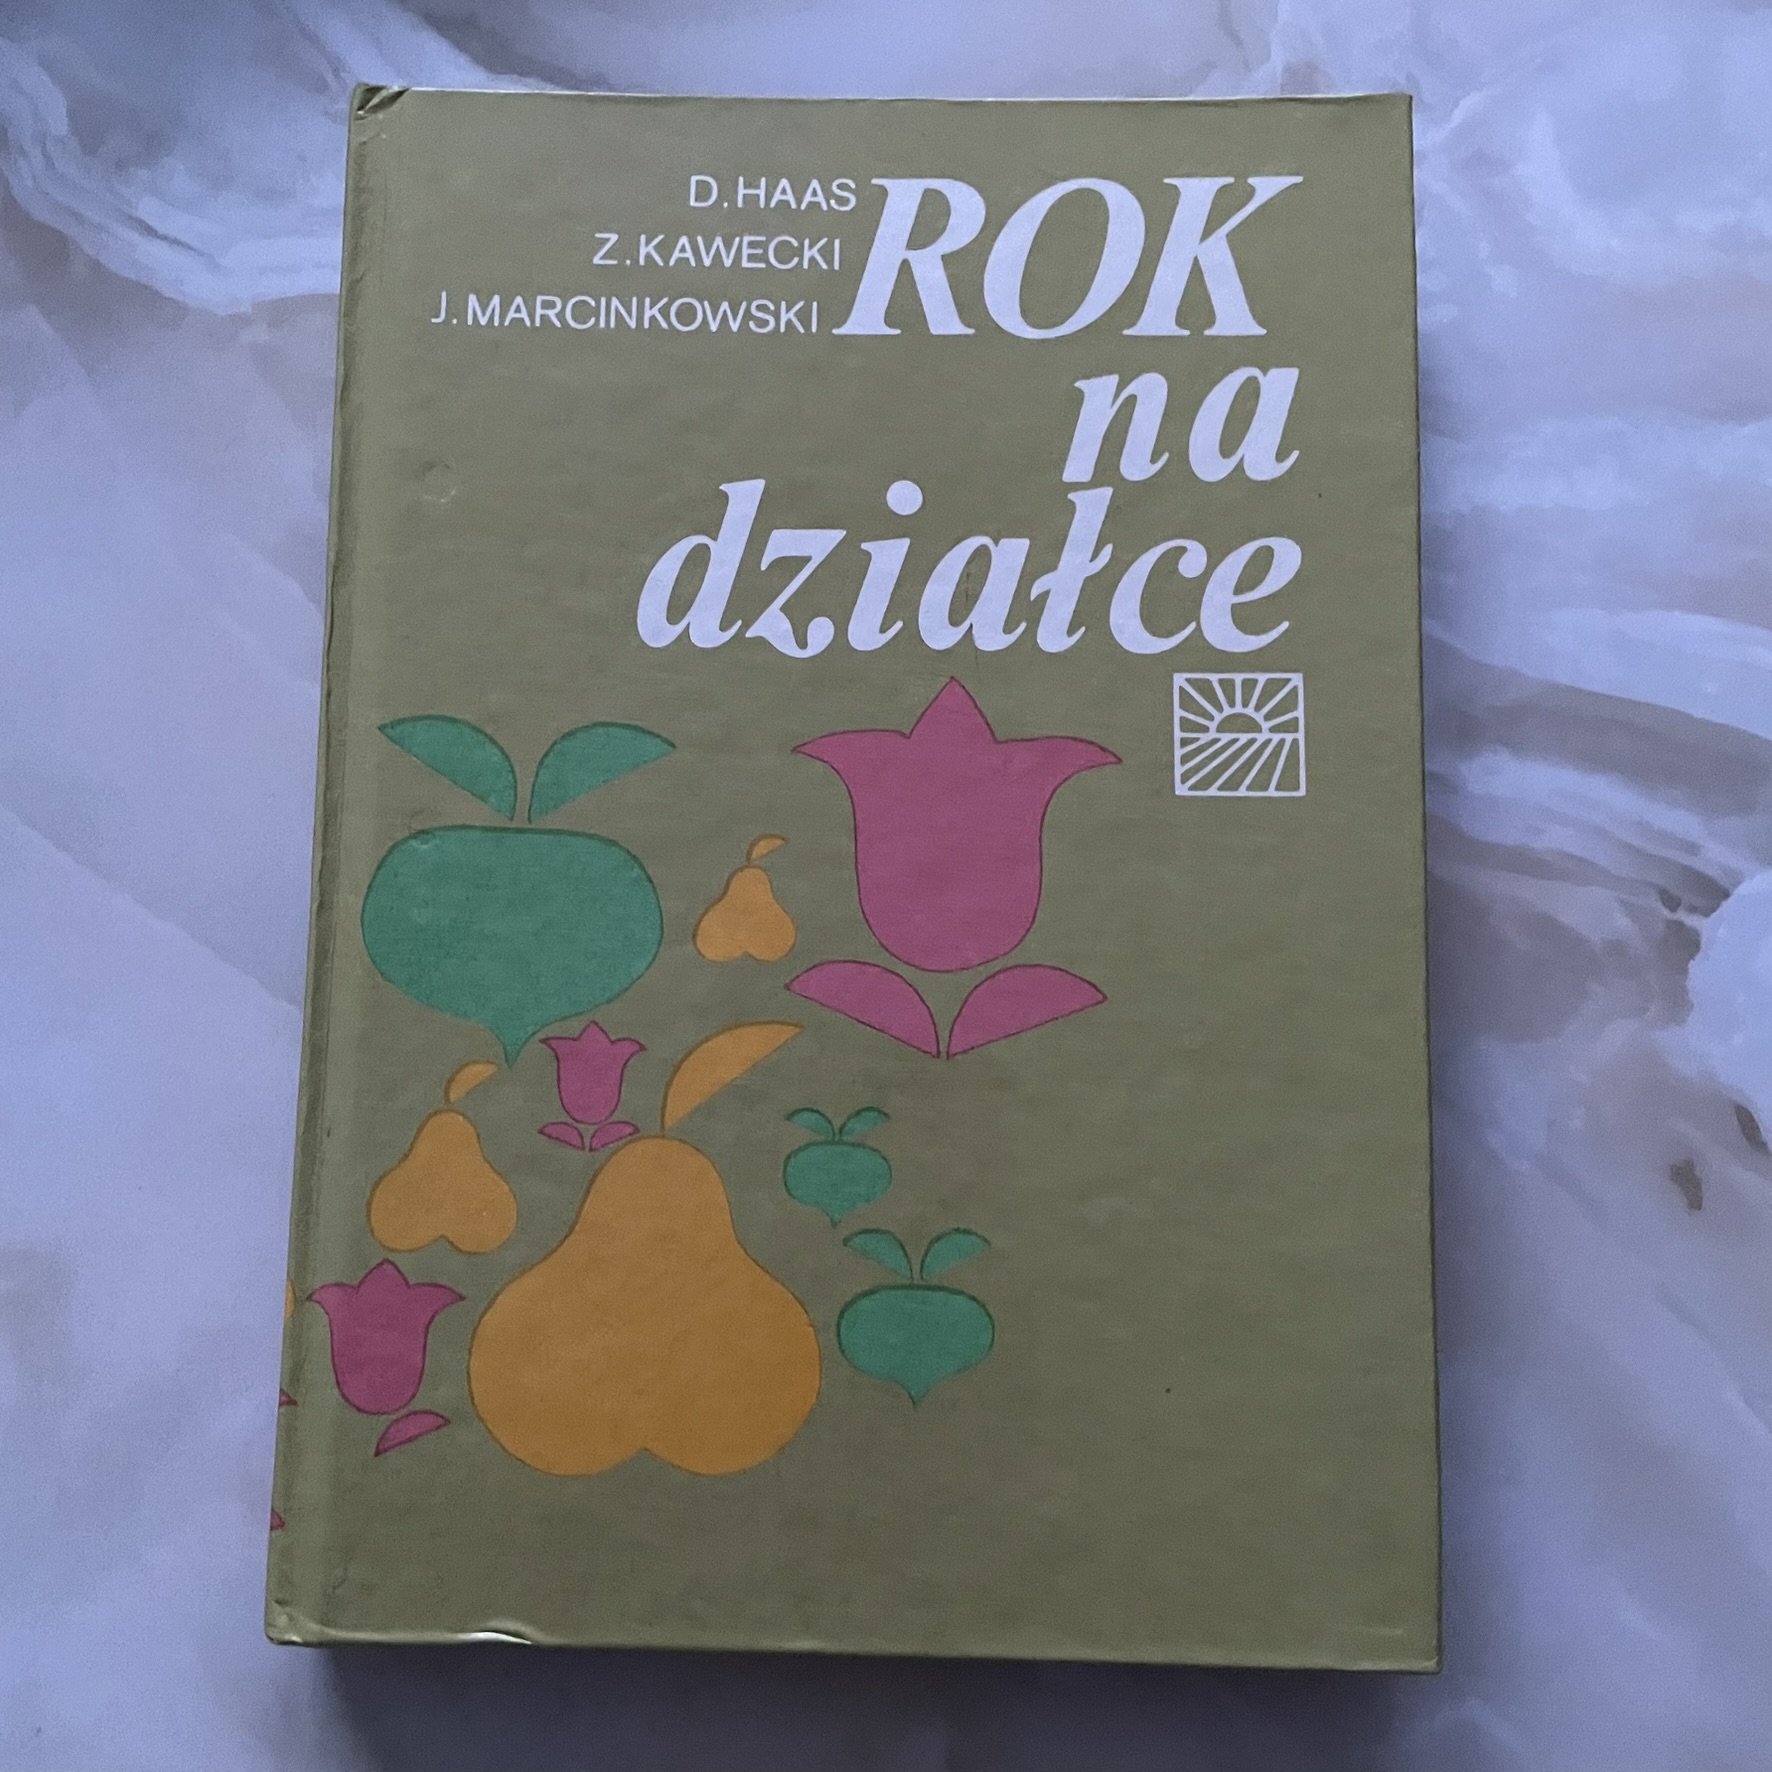 D. HAAS
Z. KAWECKI
J. MARCINKOWSKI
ROK
na
działce